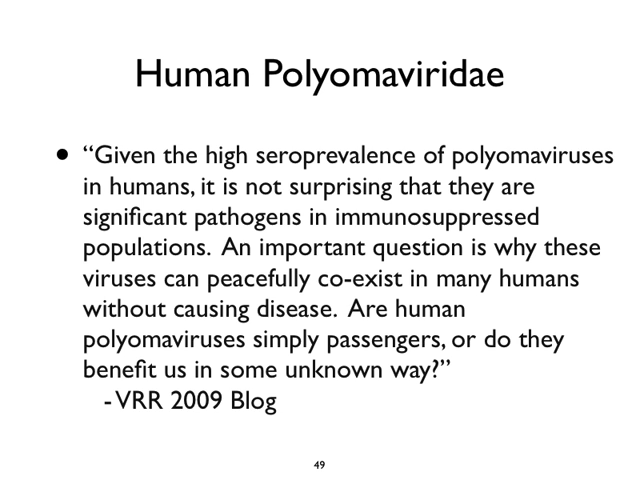 Human Polyomaviridae
• “Given the high seroprevalence of polyomaviruses
in humans, it is not surprising that they are
significant pathogens in immunosuppressed
populations.  An important question is why these
viruses can peacefully co-exist in many humans
without causing disease.  Are human
polyomaviruses simply passengers, or do they
benefit us in some unknown way?”
- VRR 2009 Blog
49